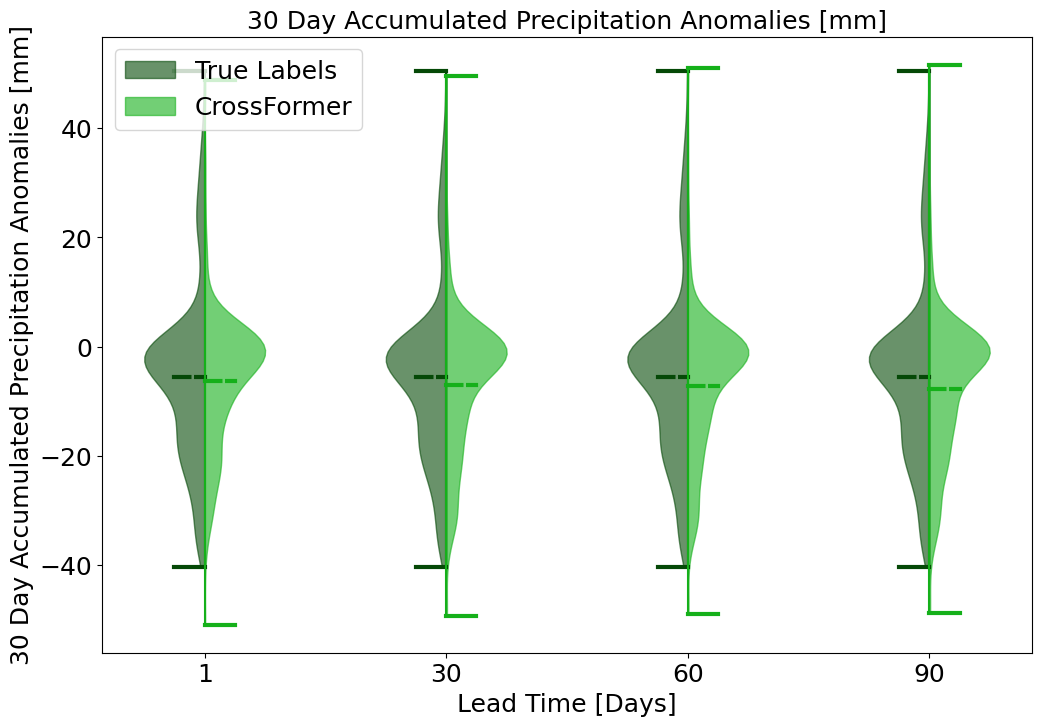 30 Day Accumulated Precipitation Anomalies [mm]
True Labels
CrossFormer
30 Day Accumulated Precipitation Anomalies [mm]
40
20
0
−20
−40
1
30
60
90
Lead Time [Days]